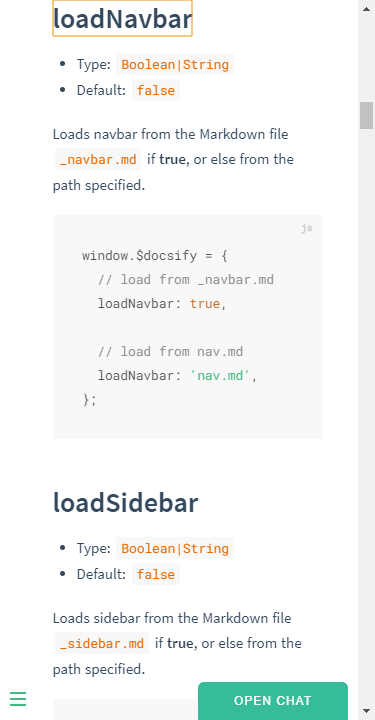 loadNavbar
• Type: Boolean|String
• Default: false
Loads navbar from the Markdown file
_navbar.md if true, or else from the
path specified.
js
window.$docsify = {
  // load from _navbar.md
  loadNavbar: true,

  // load from nav.md
  loadNavbar: 'nav.md',
};
loadSidebar
• Type: Boolean|String
• Default: false
Loads sidebar from the Markdown file
_sidebar.md if true, or else from the
path specified.
OPEN CHAT